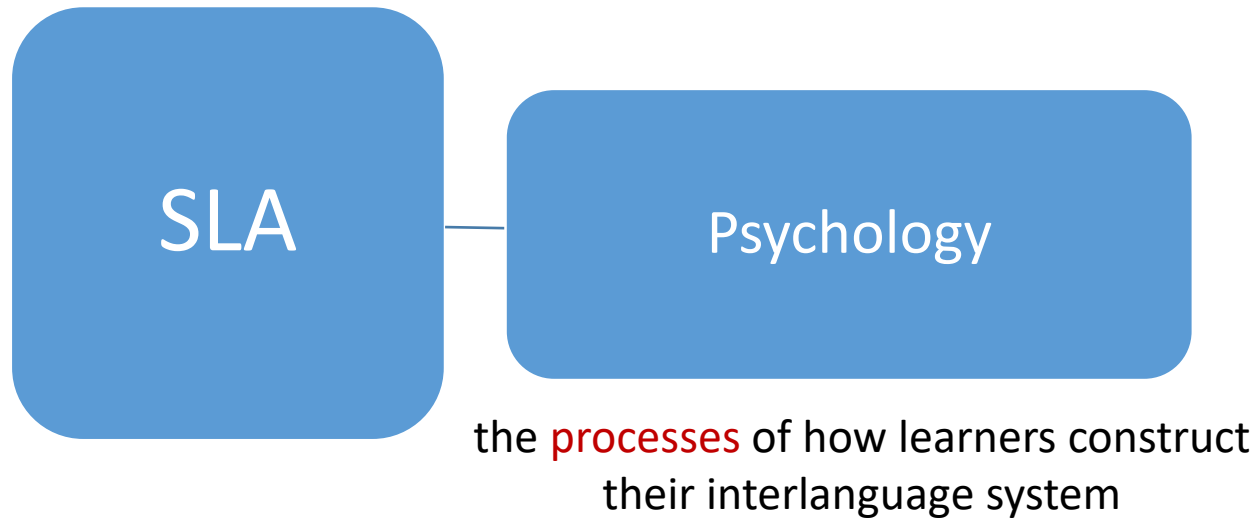 SLA
Psychology
the processes of how learners construct
their interlanguage system